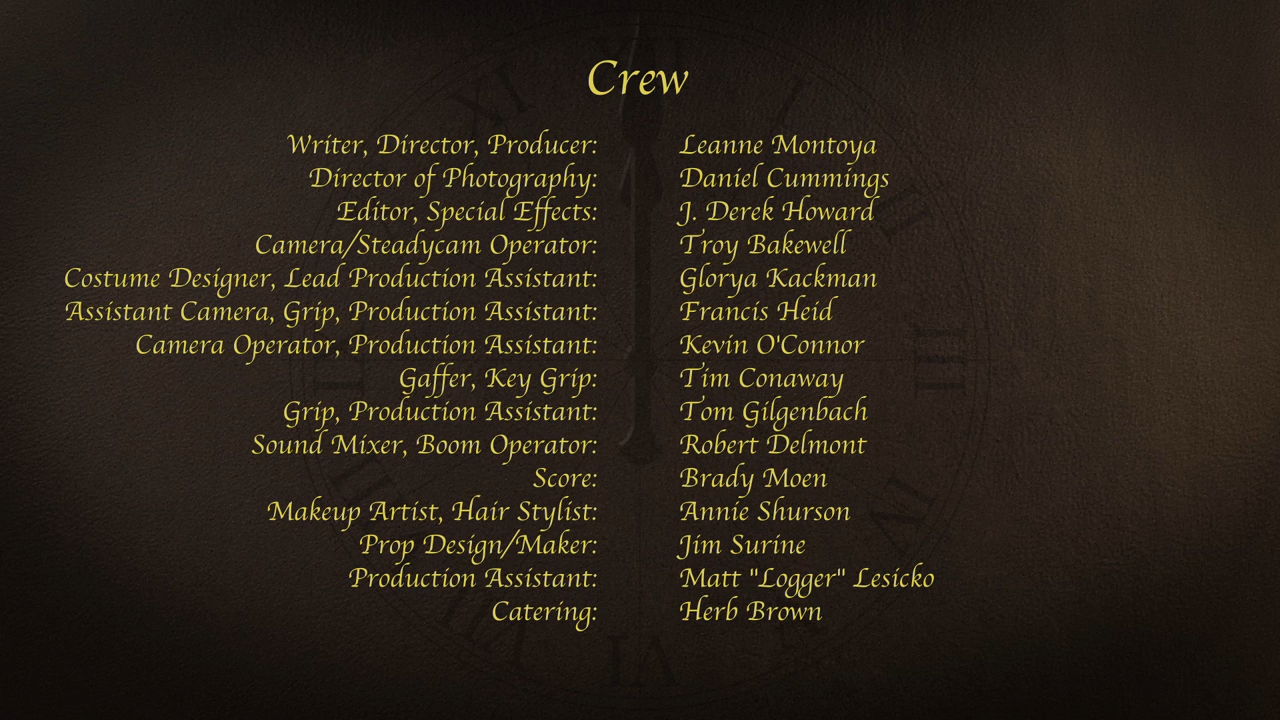 Crew
Writer, Director, Producer: Leanne Montoya
Director of Photography: Daniel Cummings
Editor, Special Effects: J. Derek Howard
Camera/Steadycam Operator: Troy Bakewell
Costume Designer, Lead Production Assistant: Glorya Kackman
Assistant Camera, Grip, Production Assistant: Francis Heid
Camera Operator, Production Assistant: Kevin O'Connor
Gaffer, Key Grip: Tim Conaway
Grip, Production Assistant: Tom Gilgenbach
Sound Mixer, Boom Operator: Robert Delmont
Score: Brady Moen
Makeup Artist, Hair Stylist: Annie Shurson
Prop Design/Maker: Jim Surine
Production Assistant: Matt "Logger" Lesicko
Catering: Herb Brown